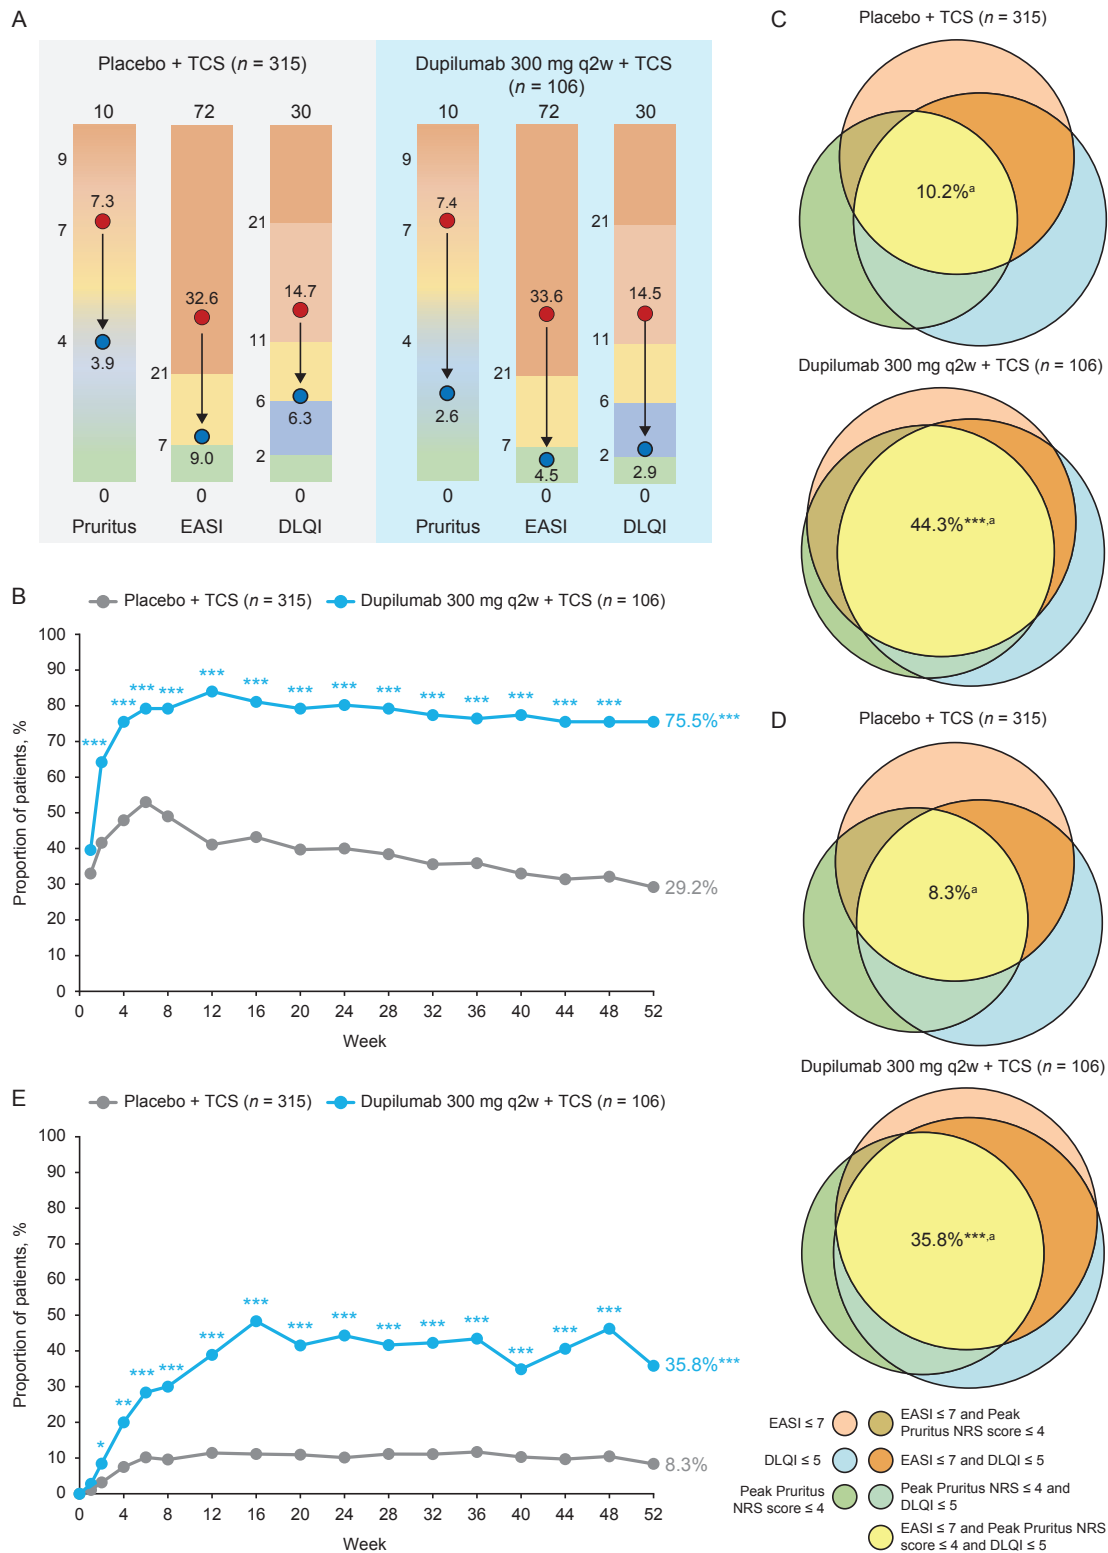 A
Placebo + TCS (n = 315)
10
72
30
9
7
4
21
7
21
11
6
2
7.3
3.9
32.6
9.0
14.7
6.3
0
0
0
Pruritus
EASI
DLQI
Dupilumab 300 mg q2w + TCS
(n = 106)
10
72
30
9
7
4
21
7
21
11
6
2
7.4
2.6
33.6
4.5
14.5
2.9
0
0
0
Pruritus
EASI
DLQI
B
Placebo + TCS (n = 315)
Dupilumab 300 mg q2w + TCS (n = 106)
Proportion of patients, %
100
90
80
70
60
50
40
30
20
10
0
*** *** *** *** *** *** *** *** *** *** *** *** *** ***
75.5%***
29.2%
0 4 8 12 16 20 24 28 32 36 40 44 48 52
Week
E
Placebo + TCS (n = 315)
Dupilumab 300 mg q2w + TCS (n = 106)
Proportion of patients, %
100
90
80
70
60
50
40
30
20
10
0
* ** *** *** *** *** *** *** *** *** *** *** *** ***
35.8%***
8.3%
0 4 8 12 16 20 24 28 32 36 40 44 48 52
Week
C
Placebo + TCS (n = 315)
10.2%a
Dupilumab 300 mg q2w + TCS (n = 106)
44.3%***,a
D
Placebo + TCS (n = 315)
8.3%a
Dupilumab 300 mg q2w + TCS (n = 106)
35.8%***,a
EASI ≤ 7
DLQI ≤ 5
Peak Pruritus
NRS score ≤ 4
EASI ≤ 7 and Peak
Pruritus NRS score ≤ 4
EASI ≤ 7 and DLQI ≤ 5
Peak Pruritus NRS ≤ 4 and
DLQI ≤ 5
EASI ≤ 7 and Peak Pruritus NRS
score ≤ 4 and DLQI ≤ 5